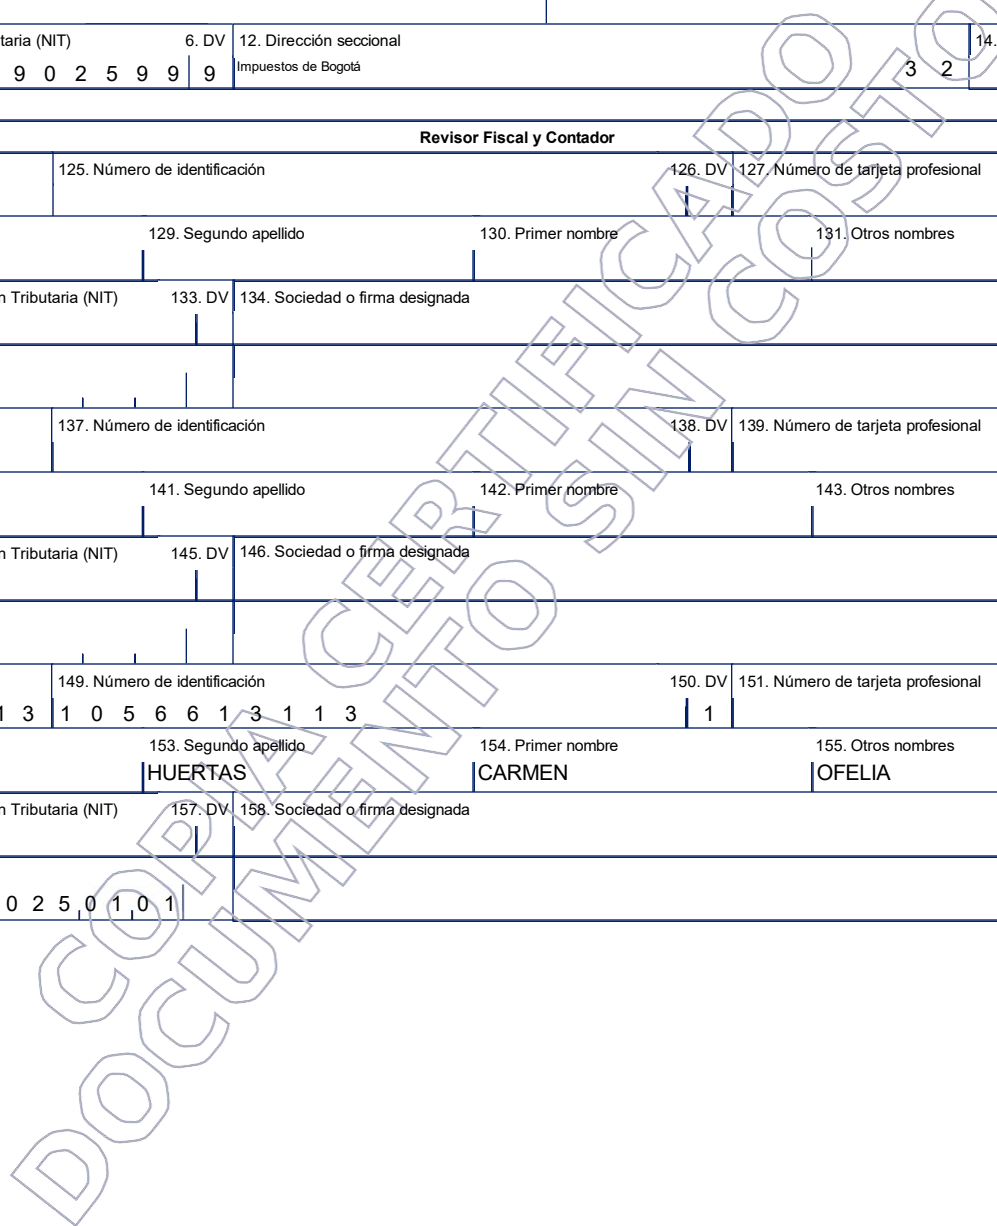 taria (NIT) 6. DV 12. Dirección seccional 14.
9 0 2 5 9 9 9 Impuestos de Bogotá 3 2
Revisor Fiscal y Contador
125. Número de identificación 126. DV 127. Número de tarjeta profesional
129. Segundo apellido 130. Primer nombre 131. Otros nombres
n Tributaria (NIT) 133. DV 134. Sociedad o firma designada
137. Número de identificación 138. DV 139. Número de tarjeta profesional
141. Segundo apellido 142. Primer nombre 143. Otros nombres
n Tributaria (NIT) 145. DV 146. Sociedad o firma designada
149. Número de identificación 150. DV 151. Número de tarjeta profesional
1 3 1 0 5 6 6 1 3 1 1 3 1
153. Segundo apellido 154. Primer nombre 155. Otros nombres
HUERTAS CARMEN OFELIA
n Tributaria (NIT) 157. DV 158. Sociedad o firma designada
0 2 5 0 1 0 1
COPIA CERTIFICADO
DOCUMENTO SIN COSTO